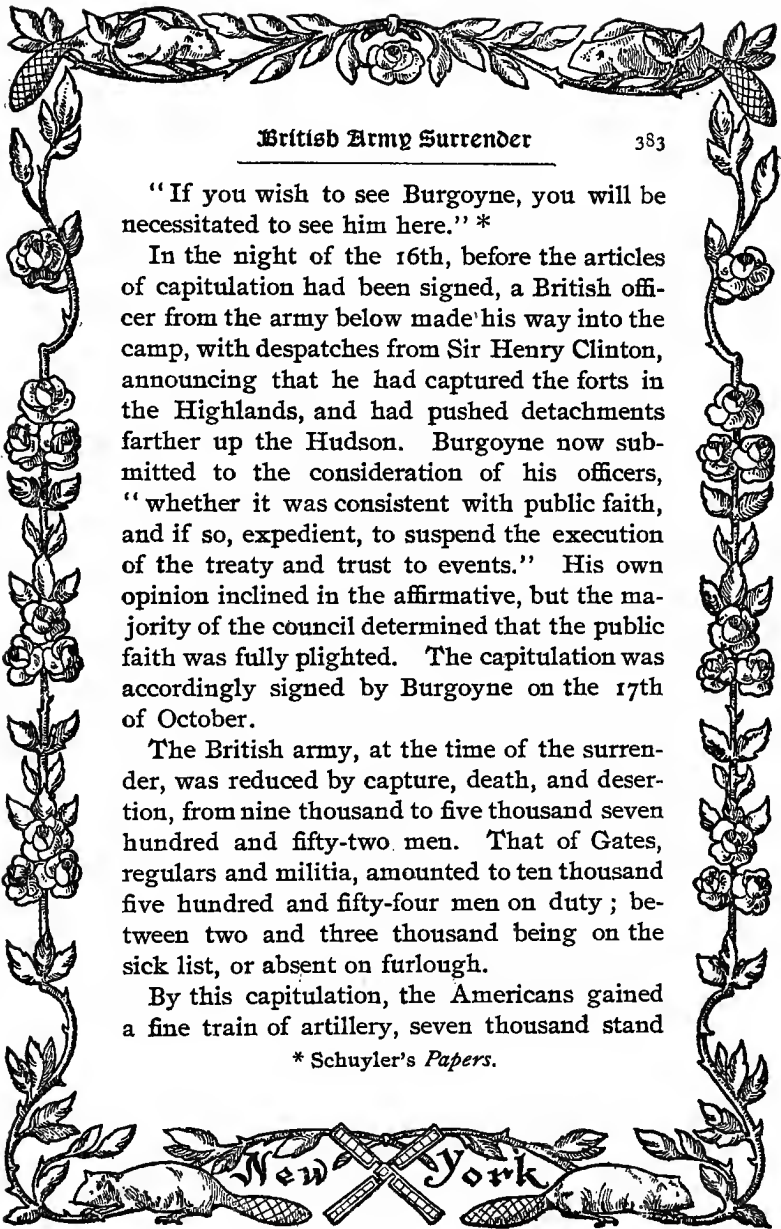 British Army Surrender 383
“If you wish to see Burgoyne, you will be
necessitated to see him here.” *
In the night of the 16th, before the articles
of capitulation had been signed, a British offi-
cer from the army below made his way into the
camp, with despatches from Sir Henry Clinton,
announcing that he had captured the forts in
the Highlands, and had pushed detachments
farther up the Hudson. Burgoyne now sub-
mitted to the consideration of his officers,
“whether it was consistent with public faith,
and if so, expedient, to suspend the execution
of the treaty and trust to events.” His own
opinion inclined in the affirmative, but the ma-
jority of the council determined that the public
faith was fully plighted. The capitulation was
accordingly signed by Burgoyne on the 17th
of October.
The British army, at the time of the surren-
der, was reduced by capture, death, and deser-
tion, from nine thousand to five thousand seven
hundred and fifty-two men. That of Gates,
regulars and militia, amounted to ten thousand
five hundred and fifty-four men on duty; be-
tween two and three thousand being on the
sick list, or absent on furlough.
By this capitulation, the Americans gained
a fine train of artillery, seven thousand stand
* Schuyler’s Papers.
New York